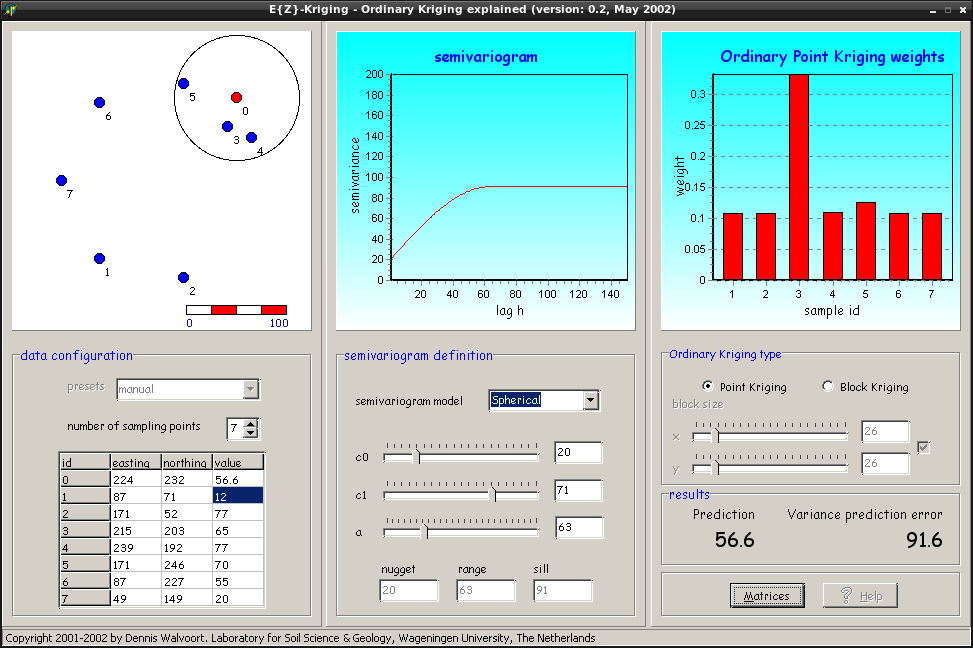 E{Z}-Kriging - Ordinary Kriging explained (version: 0.2, May 2002)
5
0
6
3
4
7
1
2
0 100
semivariogram
200
180
160
140
120
100
80
60
40
20
0
semivariance
20 40 60 80 100 120 140
lag h
Ordinary Point Kriging weights
0.3
0.25
0.2
0.15
0.1
0.05
0
weight
1 2 3 4 5 6 7
sample id
data configuration
presets manual
number of sampling points 7
id easting northing value
0 224 232 56.6
1 87 71 12
2 171 52 77
3 215 203 65
4 239 192 77
5 171 246 70
6 87 227 55
7 49 149 20
semivariogram definition
semivariogram model Spherical
c0 20
c1 71
a 63
nugget range sill
20 63 91
Ordinary Kriging type
Point Kriging Block Kriging
block size
x 26
y 26
results
Prediction Variance prediction error
56.6 91.6
Matrices ? Help
Copyright 2001-2002 by Dennis Walvoort. Laboratory for Soil Science & Geology, Wageningen University, The Netherlands